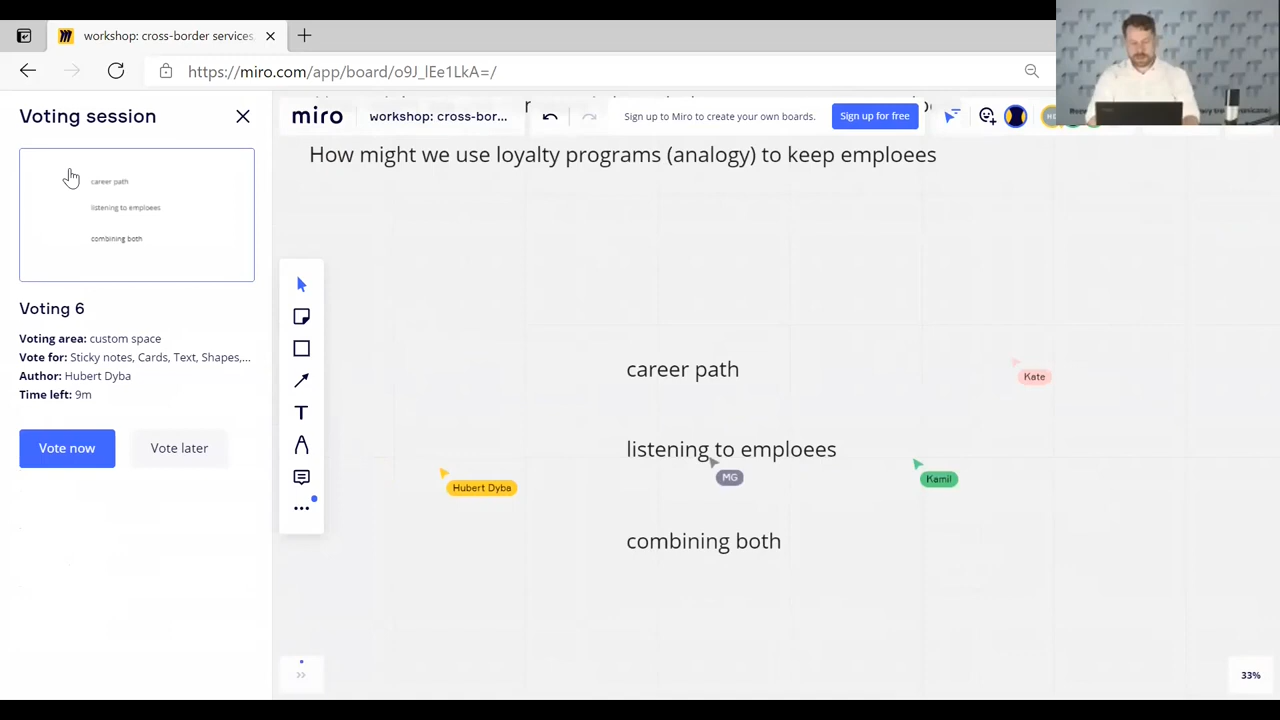 workshop: cross-border services,
https://miro.com/app/board/o9J_lEe1LkA=/
Voting session
miro
workshop: cross-bor...
Sign up to Miro to create your own boards.
Sign up for free
How might we use loyalty programs (analogy) to keep emploees
career path
listening to emploees
combining both
Voting 6
Voting area: custom space
Vote for: Sticky notes, Cards, Text, Shapes,...
Author: Hubert Dyba
Time left: 9m
Vote now
Vote later
career path
Kate
listening to emploees
MG
Hubert Dyba
Kamil
combining both
33%